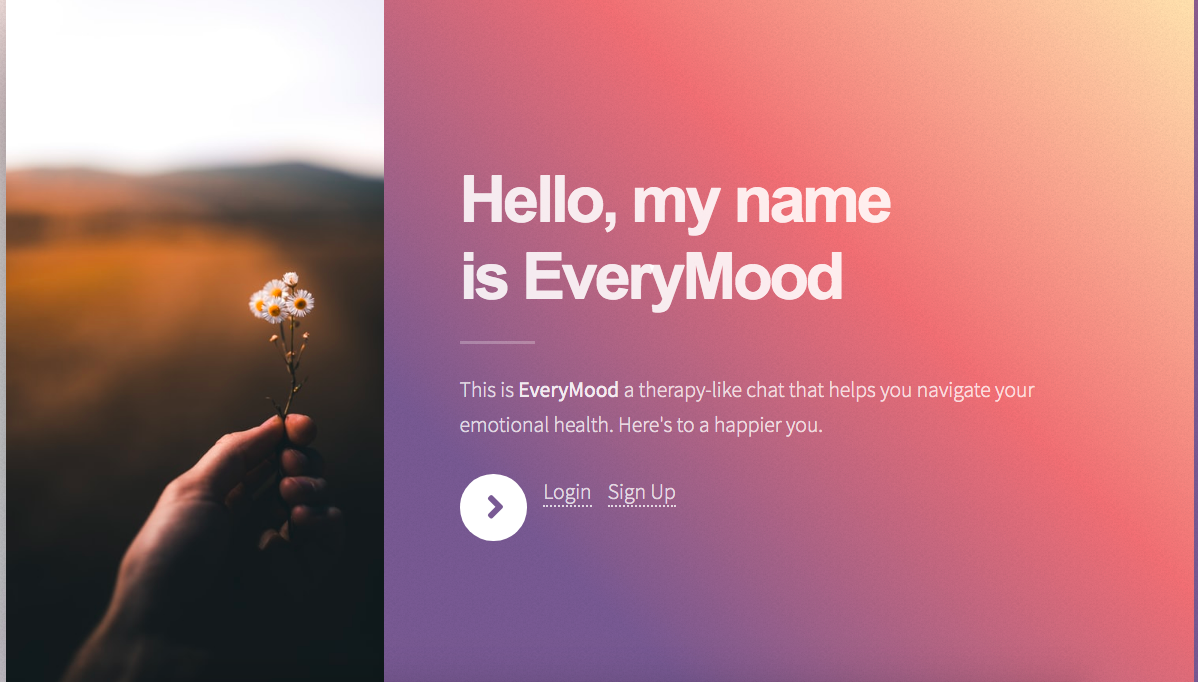 Hello, my name
is EveryMood
This is EveryMood a therapy-like chat that helps you navigate your
emotional health. Here's to a happier you.
Login Sign Up